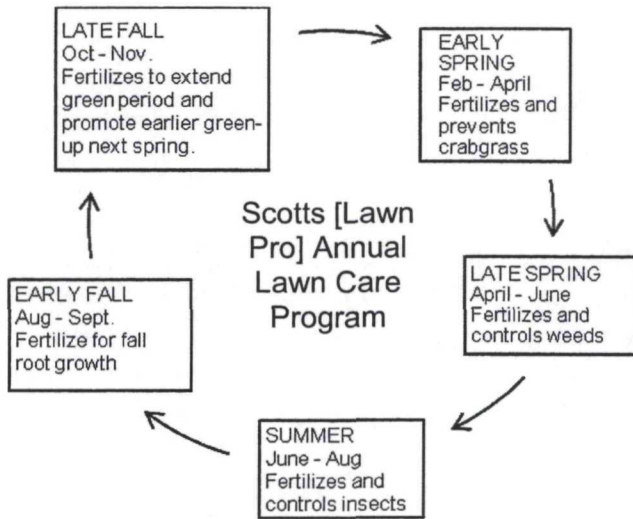 LATE FALL
Oct - Nov.
Fertilizes to extend
green period and
promote earlier green-
up next spring.
EARLY
SPRING
Feb - April
Fertilizes and
prevents
crabgrass
Scotts [Lawn
Pro] Annual
Lawn Care
Program
LATE SPRING
April - June
Fertilizes and
controls weeds
SUMMER
June - Aug
Fertilizes and
controls insects
EARLY FALL
Aug - Sept.
Fertilize for fall
root growth